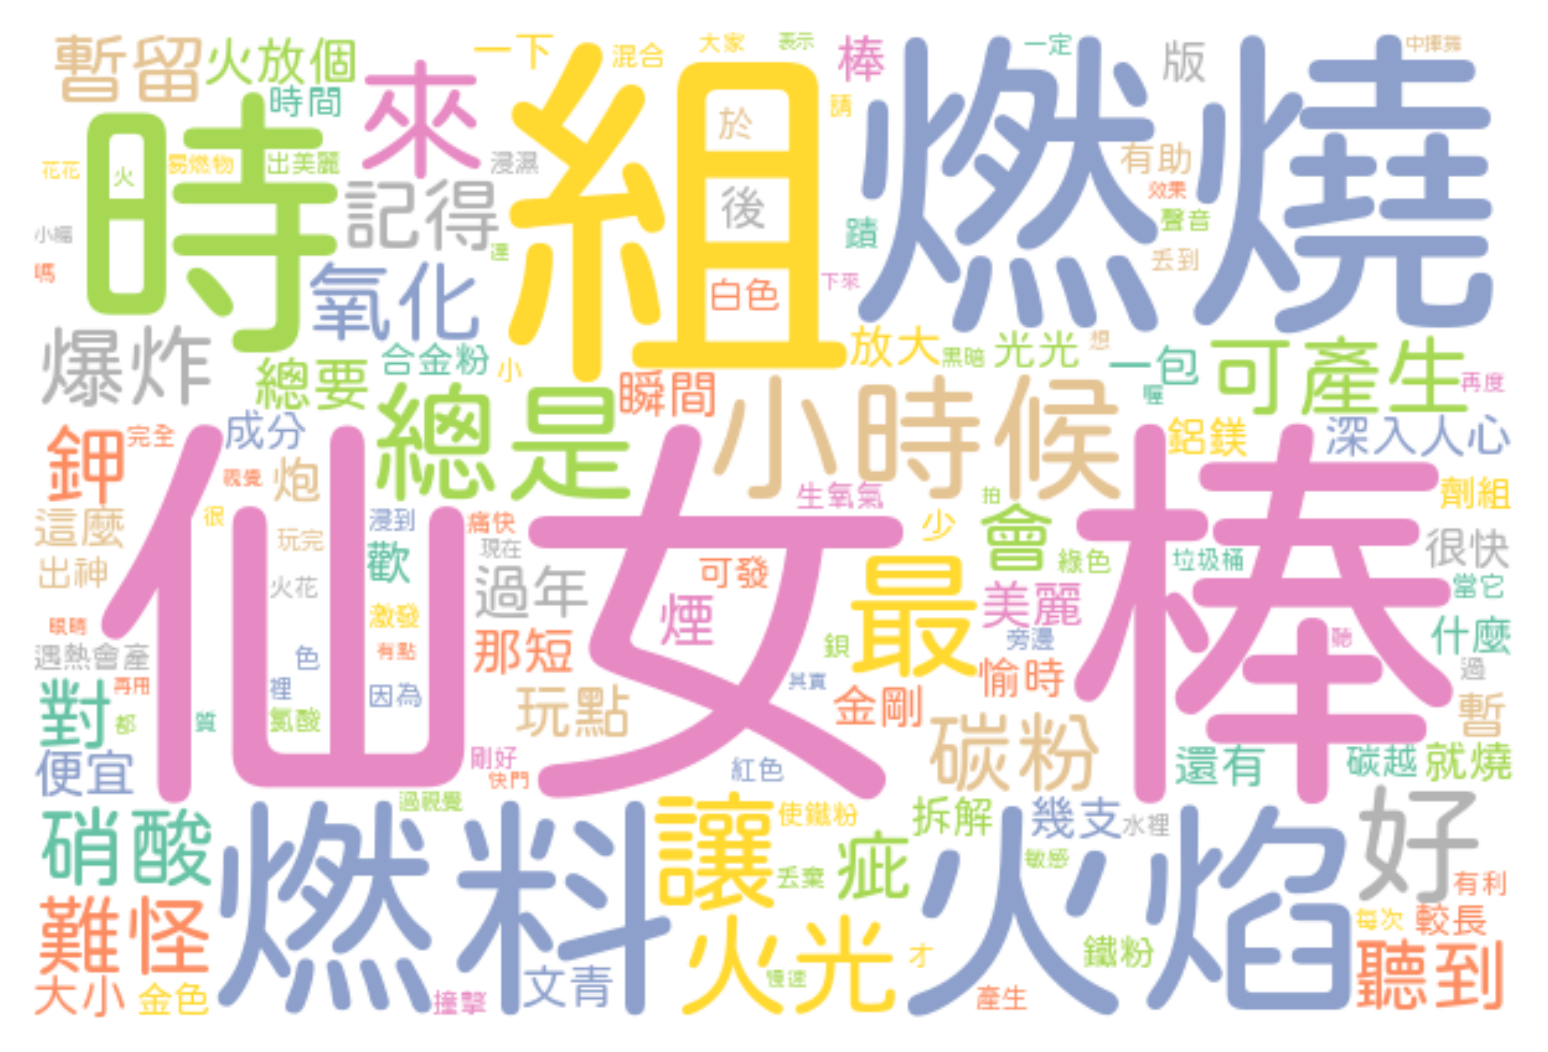 暫留
火放個
一下
混合
大家
表示
棒
一定
版
中揮舞
時間
來
組
請
燃燒
時
火
易燃物
出美麗
浸濕
於
有助
花花
記得
後
效果
蹟
聲音
小編
達
丟到
嗎
氧化
白色
下來
爆炸
合金粉
放大
黑暗
光光
想
一包
可產生
總要
小
瞬間
小時候
喔
再度
總是
鉀
完全
成分
鋁鎂
深入人心
視覺
炮
生氧氣
拍
劑組
仙女棒
這麼
很
浸到
痛快
少
會
很快
玩完
歡
現在
綠色
垃圾桶
出神
火花
過年
可發
最
美麗
當它
激發
煙
眼睛
那短
鋇
旁邊
聽
什麼
遇熱會產
色
有點
愉時
過
再用
裡
因為
其實
對
都
質
氯酸
玩點
金剛
碳粉
暫
便宜
剛好
快門
紅色
還有
碳越
就燒
過視覺
硝酸
燃料
讓
使鐵粉
拆解
幾支
水裡
好
火焰
丟棄
疵
敏感
有利
難怪
火光
每次
較長
才
鐵粉
聽到
大小
金色
撞擊
文青
慢速
產生